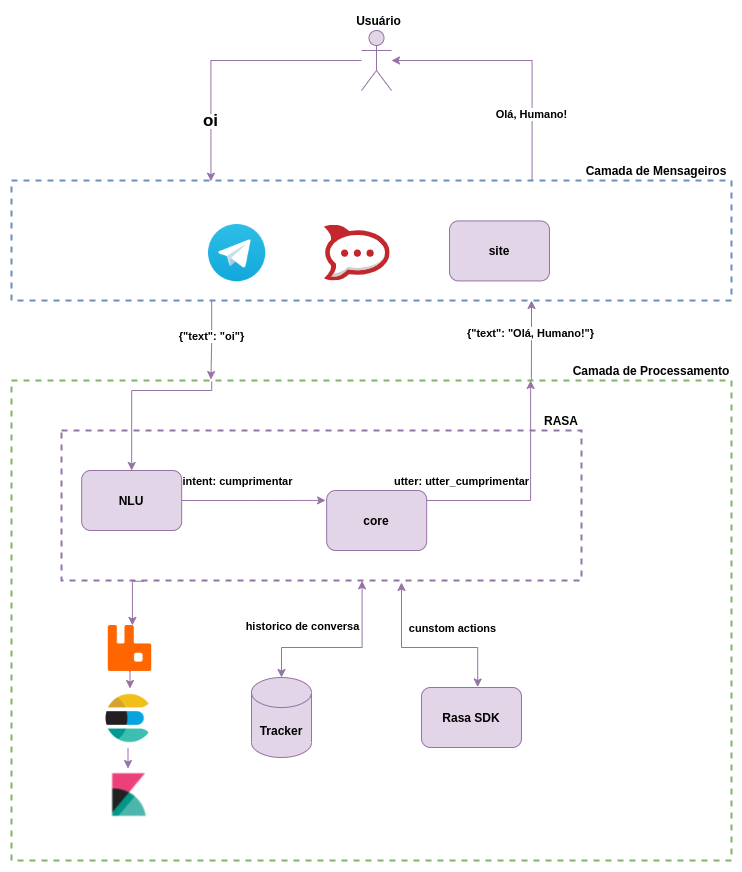 Usuário
oi
Olá, Humano!
Camada de Mensageiros
site
{"text": "oi"}
{"text": "Olá, Humano!"}
Camada de Processamento
RASA
intent: cumprimentar
utter: utter_cumprimentar
NLU
core
historico de conversa
cunstom actions
Tracker
Rasa SDK